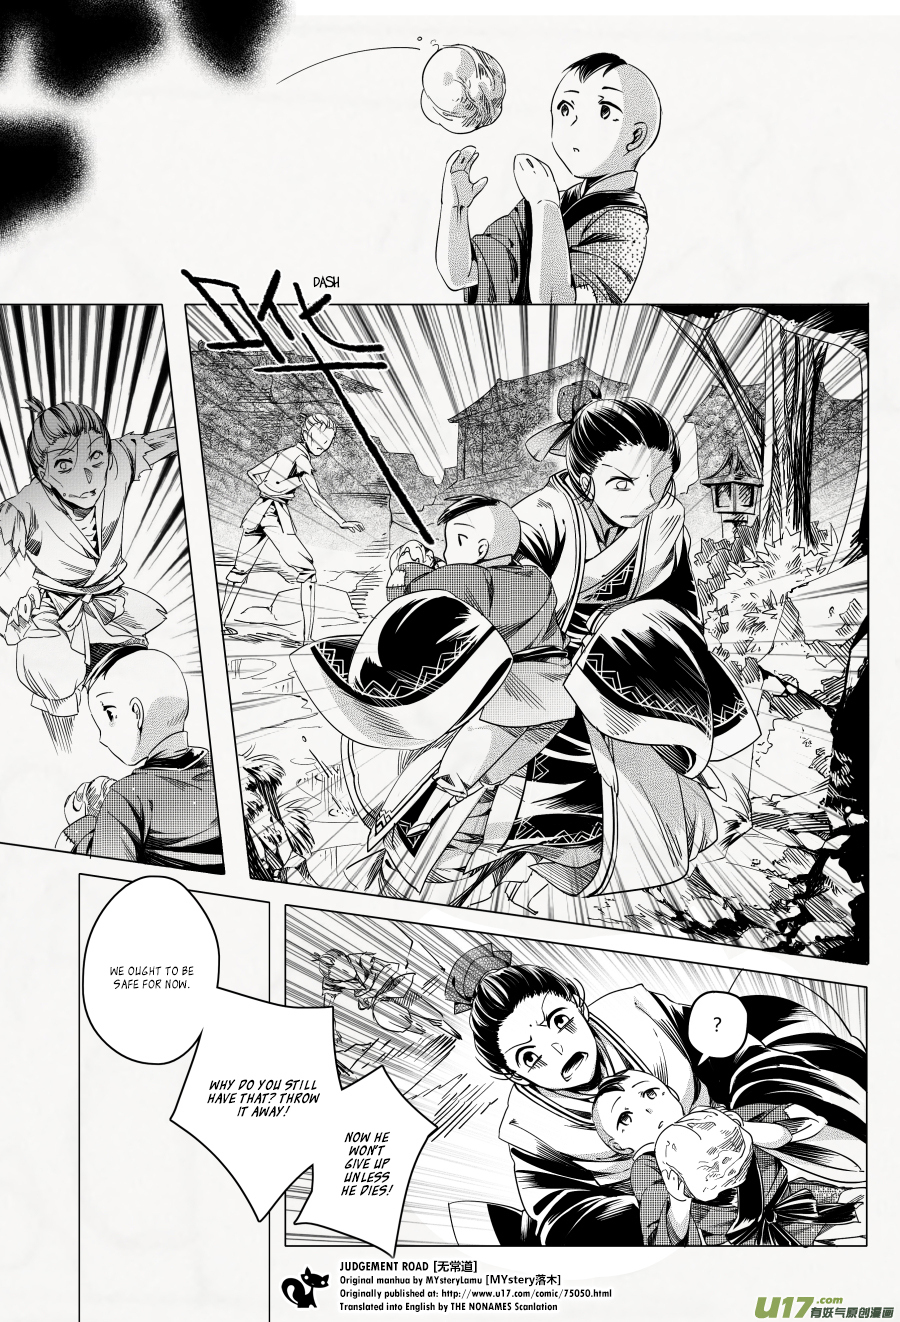 DASH
WE OUGHT TO BE
SAFE FOR NOW.
WHY DO YOU STILL
HAVE THAT? THROW
IT AWAY!
NOW HE
WON'T
GIVE UP
UNLESS
HE DIES!
?
JUDGEMENT ROAD [无常道]
Original manhua by MYsteryLamu [MYstery落木]
Originally published at: http://www.u17.com/comic/75050.html
Translated into English by THE NONAMES Scanlation
U17.com
有妖气原创漫画